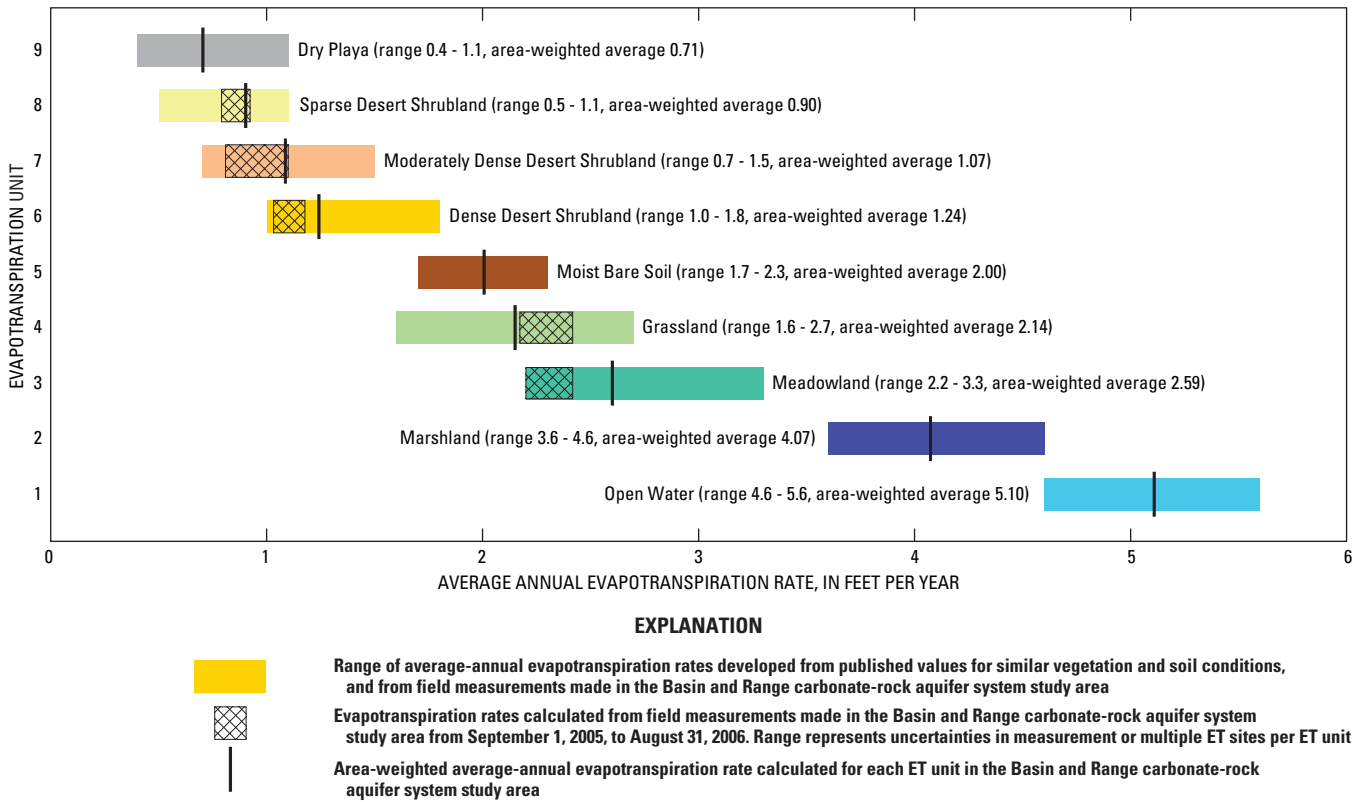 EVAPOTRANSPIRATION UNIT
9
Dry Playa (range 0.4 - 1.1, area-weighted average 0.71)
8
Sparse Desert Shrubland (range 0.5 - 1.1, area-weighted average 0.90)
7
Moderately Dense Desert Shrubland (range 0.7 - 1.5, area-weighted average 1.07)
6
Dense Desert Shrubland (range 1.0 - 1.8, area-weighted average 1.24)
5
Moist Bare Soil (range 1.7 - 2.3, area-weighted average 2.00)
4
Grassland (range 1.6 - 2.7, area-weighted average 2.14)
3
Meadowland (range 2.2 - 3.3, area-weighted average 2.59)
2
Marshland (range 3.6 - 4.6, area-weighted average 4.07)
1
Open Water (range 4.6 - 5.6, area-weighted average 5.10)
0 1 2 3 4 5 6
AVERAGE ANNUAL EVAPOTRANSPIRATION RATE, IN FEET PER YEAR
EXPLANATION
Range of average-annual evapotranspiration rates developed from published values for similar vegetation and soil conditions,
and from field measurements made in the Basin and Range carbonate-rock aquifer system study area
Evapotranspiration rates calculated from field measurements made in the Basin and Range carbonate-rock aquifer system
study area from September 1, 2005, to August 31, 2006. Range represents uncertainties in measurement or multiple ET sites per ET unit
Area-weighted average-annual evapotranspiration rate calculated for each ET unit in the Basin and Range carbonate-rock
aquifer system study area